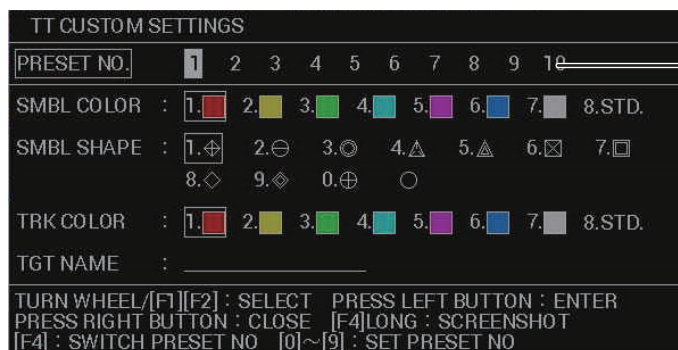 TT CUSTOM SETTINGS
PRESET NO. 1 2 3 4 5 6 7 8 9 10
SMBL COLOR : 1. 2. 3. 4. 5. 6. 7. 8.STD.
SMBL SHAPE : 1. 2. 3. 4. 5. 6. 7.
8. 9. 0.
TRK COLOR : 1. 2. 3. 4. 5. 6. 7. 8.STD.
TGT NAME :
TURN WHEEL/[F1][F2] : SELECT PRESS LEFT BUTTON : ENTER
PRESS RIGHT BUTTON : CLOSE [F4]LONG : SCREENSHOT
[F4] : SWITCH PRESET NO [0]~[9] : SET PRESET NO